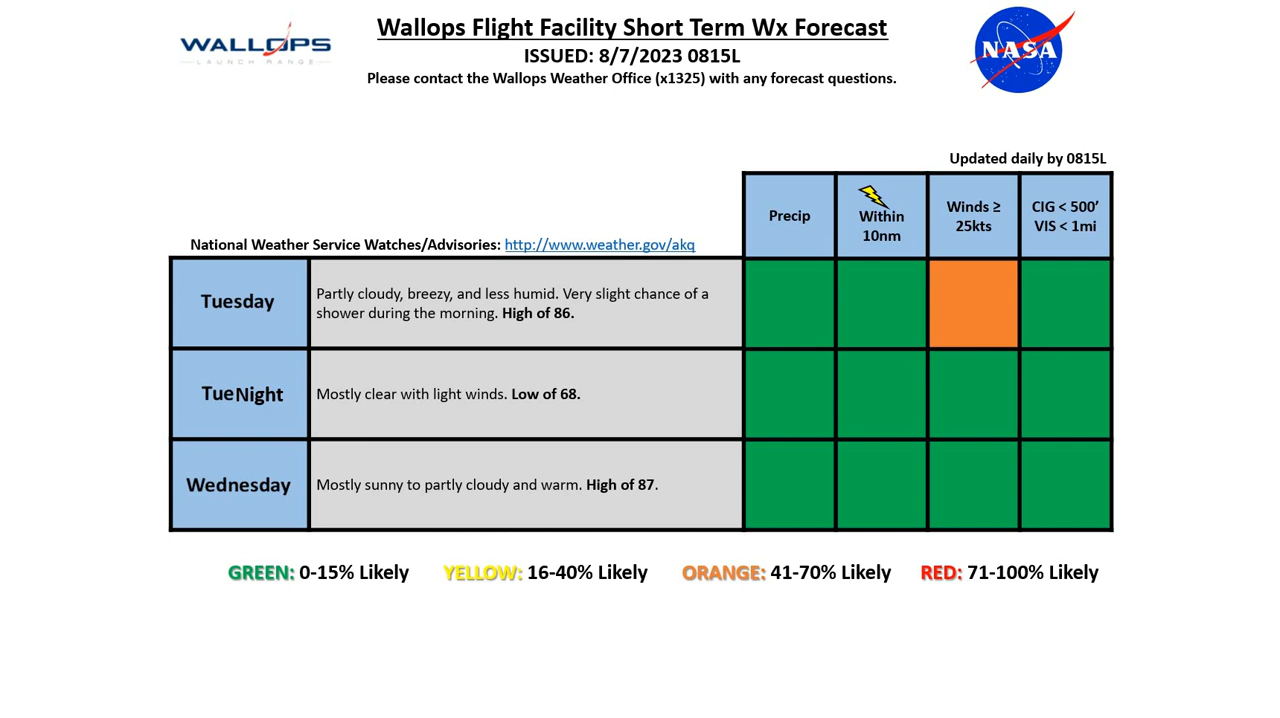 WALLOPS
LAUNCH RANGE
Wallops Flight Facility Short Term Wx Forecast
ISSUED: 8/7/2023 0815L
Please contact the Wallops Weather Office (x1325) with any forecast questions.
NASA
Updated daily by 0815L
National Weather Service Watches/Advisories: http://www.weather.gov/akq
Precip
Within
10nm
Winds ≥
25kts
CIG < 500’
VIS < 1mi
Tuesday
Partly cloudy, breezy, and less humid. Very slight chance of a
shower during the morning. High of 86.
TueNight
Mostly clear with light winds. Low of 68.
Wednesday
Mostly sunny to partly cloudy and warm. High of 87.
GREEN: 0-15% Likely
YELLOW: 16-40% Likely
ORANGE: 41-70% Likely
RED: 71-100% Likely